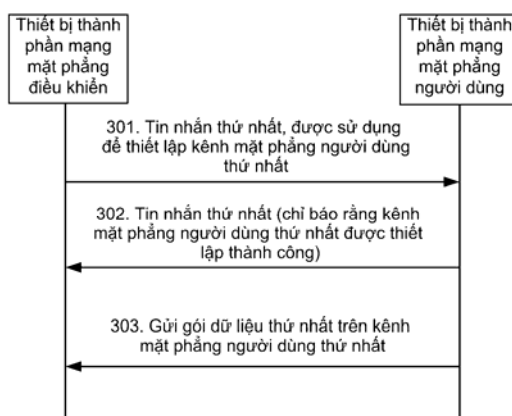 Thiết bị thành
phần mạng
mặt phẳng
điều khiển
Thiết bị thành
phần mạng
mặt phẳng
người dùng
301. Tin nhắn thứ nhất, được sử dụng
để thiết lập kênh mặt phẳng người dùng
thứ nhất
302. Tin nhắn thứ nhất (chỉ báo rằng kênh
mặt phẳng người dùng thứ nhất được thiết
lập thành công)
303. Gửi gói dữ liệu thứ nhất trên kênh
mặt phẳng người dùng thứ nhất